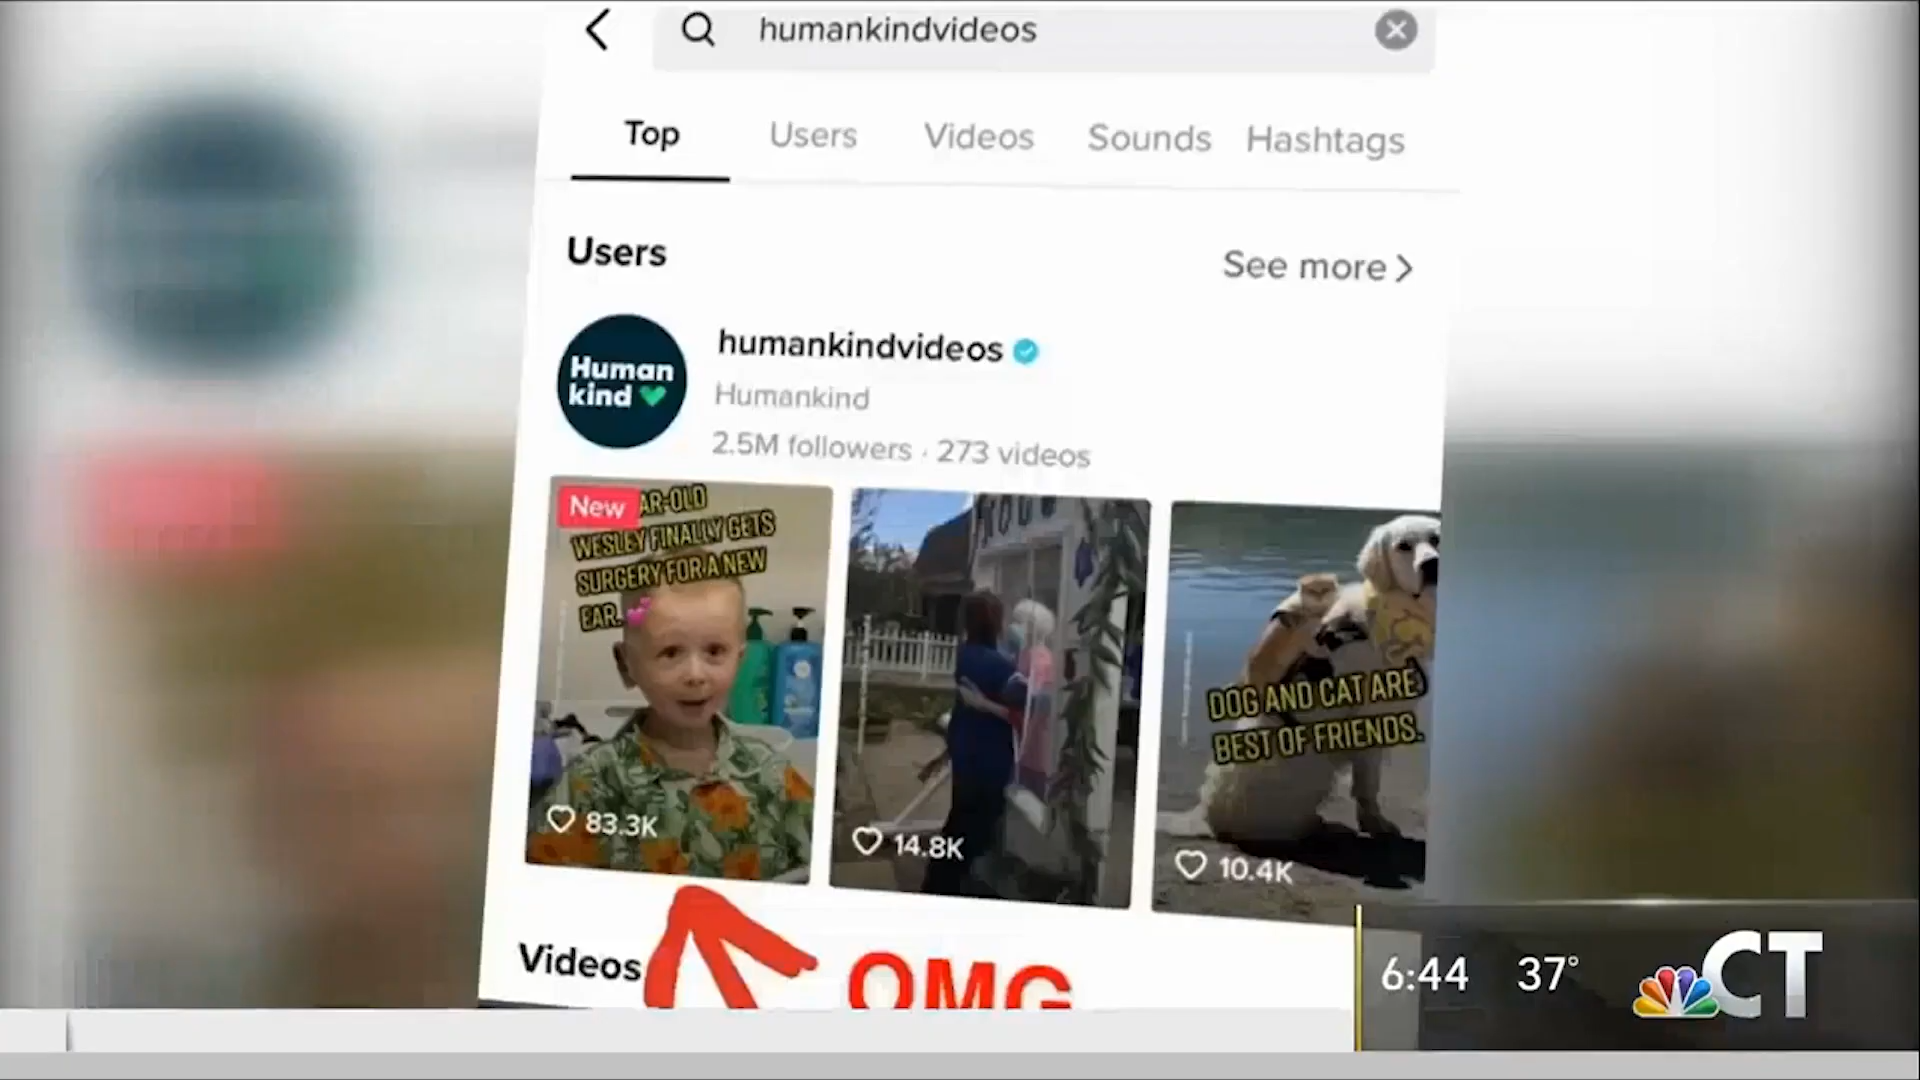 humankindvideos
Top Users Videos Sounds Hashtags
Users
See more
Human
kind
humankindvideos
Humankind
2.5M followers · 273 videos
New
AR-OLD
WESLEY FINALLY GETS
SURGERY FOR A NEW
EAR.
83.3K
14.8K
DOG AND CAT ARE
BEST OF FRIENDS.
10.4K
Videos
OMG
6:44 37° CT